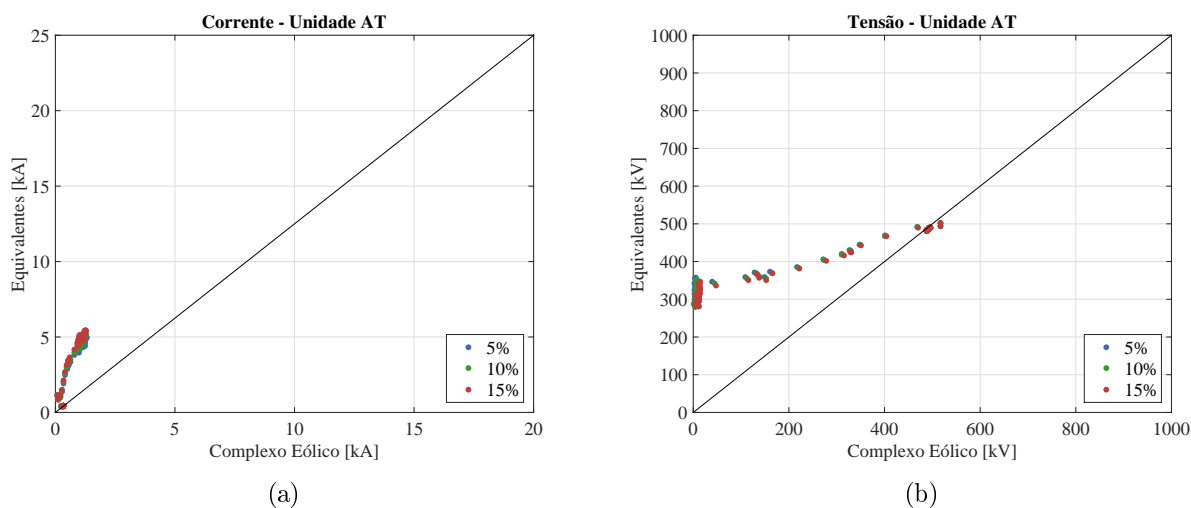 Corrente - Unidade AT
25
20
15
10
5
0
Equivalentes [kA]
0 5 10 15 20
Complexo Eólico [kA]
5%
10%
15%
(a)
Tensão - Unidade AT
1000
900
800
700
600
500
400
300
200
100
0
Equivalentes [kV]
0 200 400 600 800 1000
Complexo Eólico [kV]
5%
10%
15%
(b)